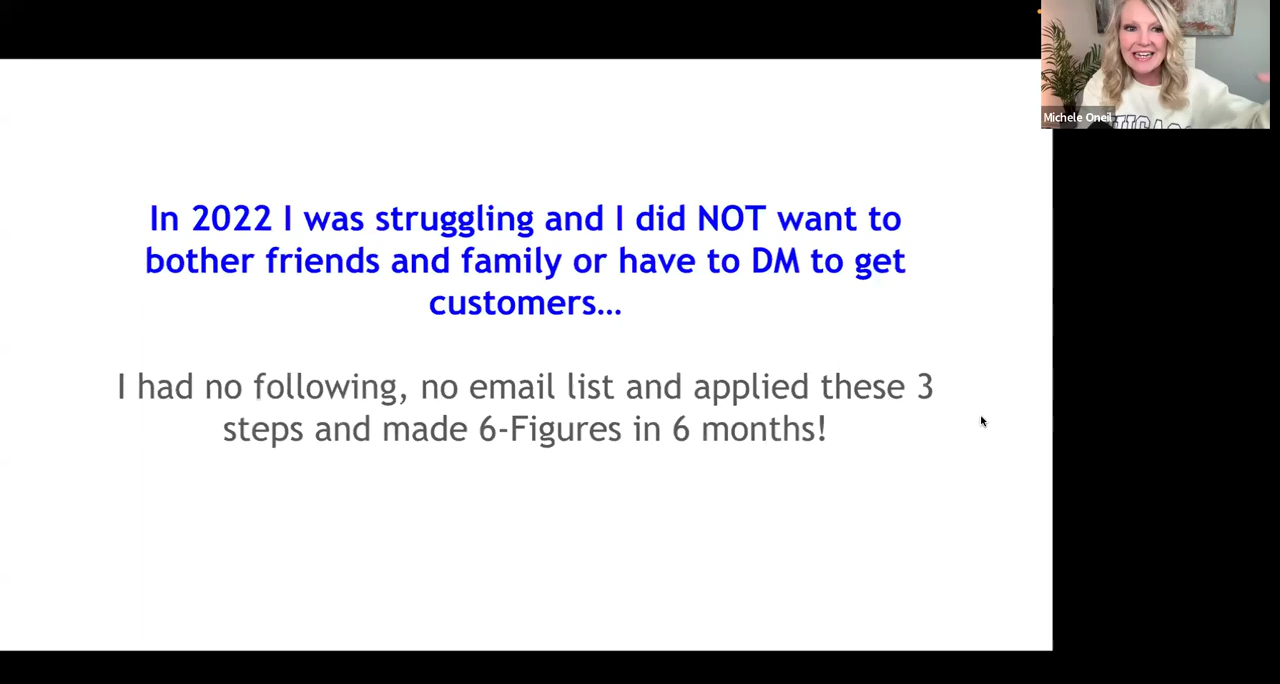 In 2022 I was struggling and I did NOT want to
bother friends and family or have to DM to get
customers…
I had no following, no email list and applied these 3
steps and made 6-Figures in 6 months!
Michele Oneil